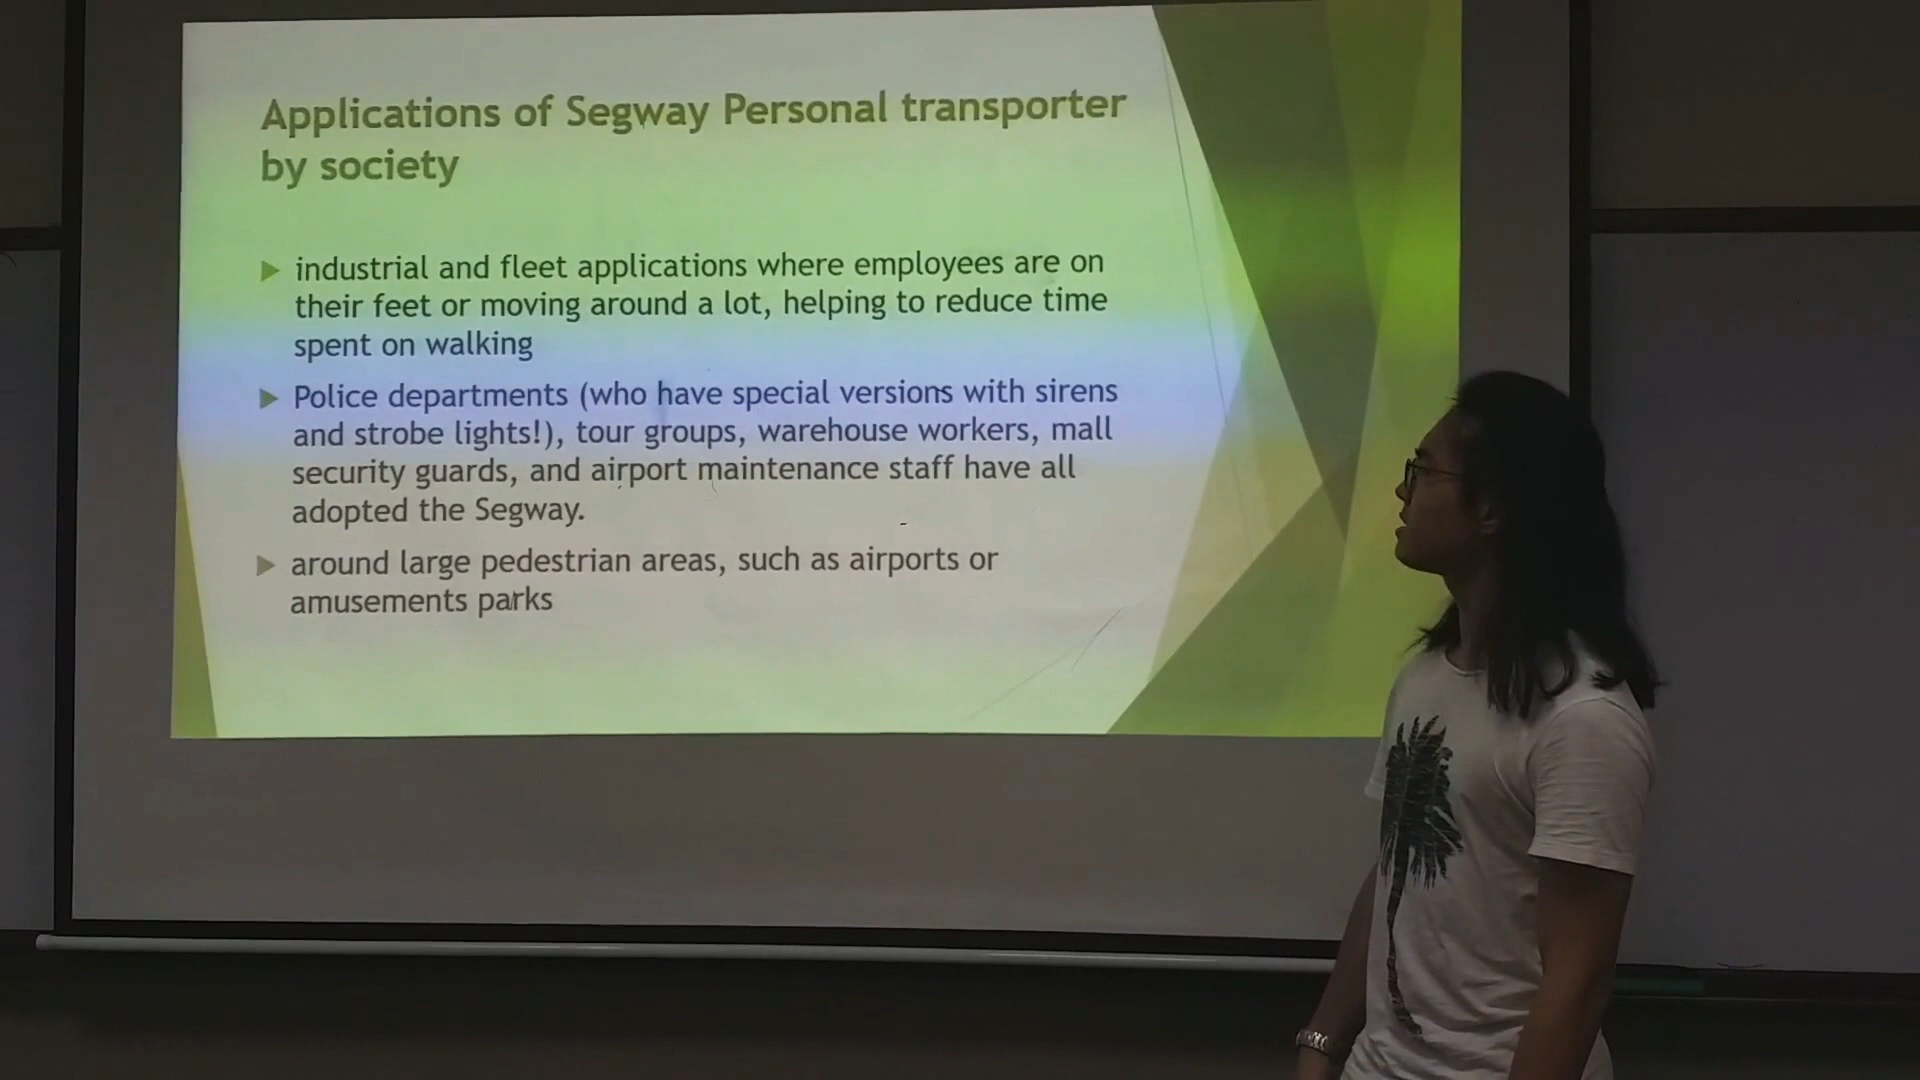 Applications of Segway Personal transporter
by society
industrial and fleet applications where employees are on
their feet or moving around a lot, helping to reduce time
spent on walking
Police departments (who have special versions with sirens
and strobe lights!), tour groups, warehouse workers, mall
security guards, and airport maintenance staff have all
adopted the Segway.
around large pedestrian areas, such as airports or
amusements parks